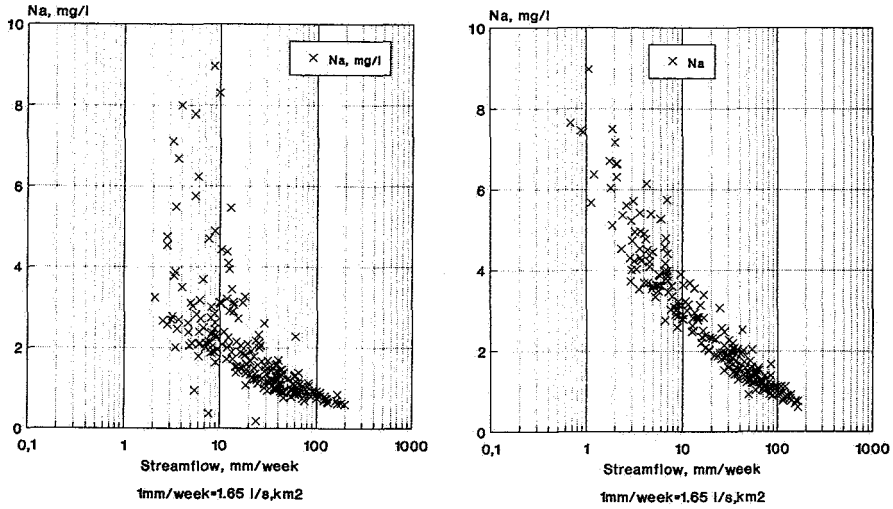 Na, mg/l
10
8
6
4
2
0
× Na, mg/l
0,1 1 10 100 1000
Streamflow, mm/week
1mm/week=1.65 l/s,km2
Na, mg/l
10
8
6
4
2
0
× Na
0,1 1 10 100 1000
Streamflow, mm/week
1mm/week=1.65 l/s,km2